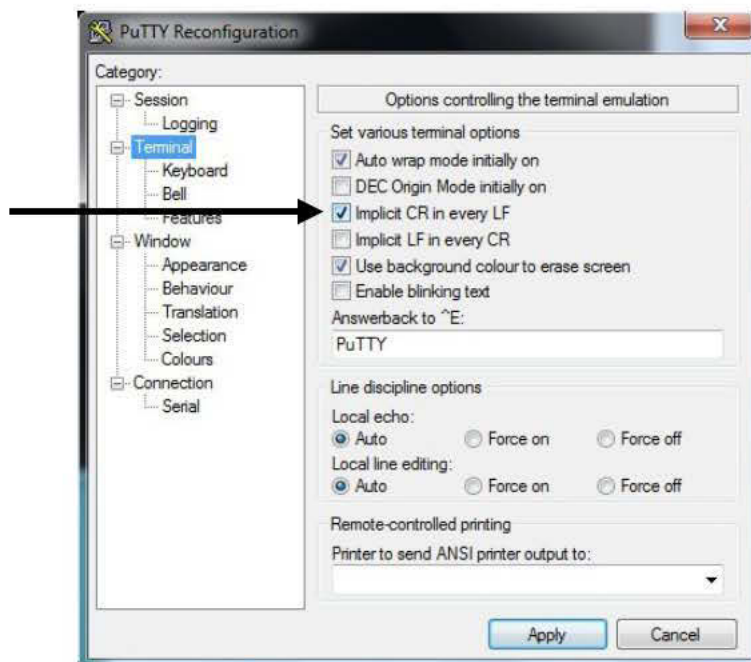 PuTTY Reconfiguration
Category:
Session
Logging
Terminal
Keyboard
Bell
Features
Window
Appearance
Behaviour
Translation
Selection
Colours
Connection
Serial
Options controlling the terminal emulation
Set various terminal options
Auto wrap mode initially on
DEC Origin Mode initially on
Implicit CR in every LF
Implicit LF in every CR
Use background colour to erase screen
Enable blinking text
Answerback to ^E:
PuTTY
Line discipline options
Local echo:
Auto Force on Force off
Local line editing:
Auto Force on Force off
Remote-controlled printing
Printer to send ANSI printer output to:
Apply Cancel